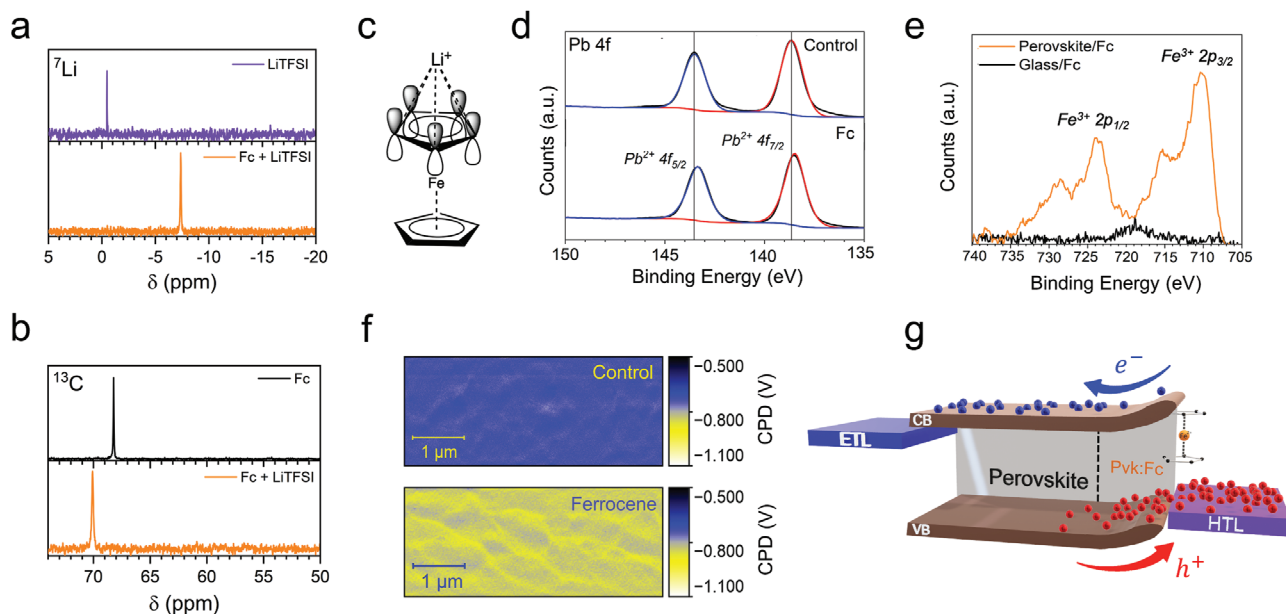 a
⁷Li
LiTFSI
Fc + LiTFSI
5 0 -5 -10 -15 -20
δ (ppm)
b
¹³C
Fc
Fc + LiTFSI
70 65 60 55 50
δ (ppm)
c
Li⁺
Fe
d
Pb 4f
Control
Fc
Pb²⁺ 4f₅/₂
Pb²⁺ 4f₇/₂
Counts (a.u.)
150 145 140 135
Binding Energy (eV)
e
Perovskite/Fc
Glass/Fc
Fe³⁺ 2p₃/₂
Fe³⁺ 2p₁/₂
Counts (a.u.)
740 735 730 725 720 715 710 705
Binding Energy (eV)
f
Control
1 µm
−0.500
−0.800
−1.100
CPD (V)
Ferrocene
1 µm
−0.500
−0.800
−1.100
CPD (V)
g
e⁻
CB
ETL
Perovskite
Pvk:Fc
VB
HTL
h⁺